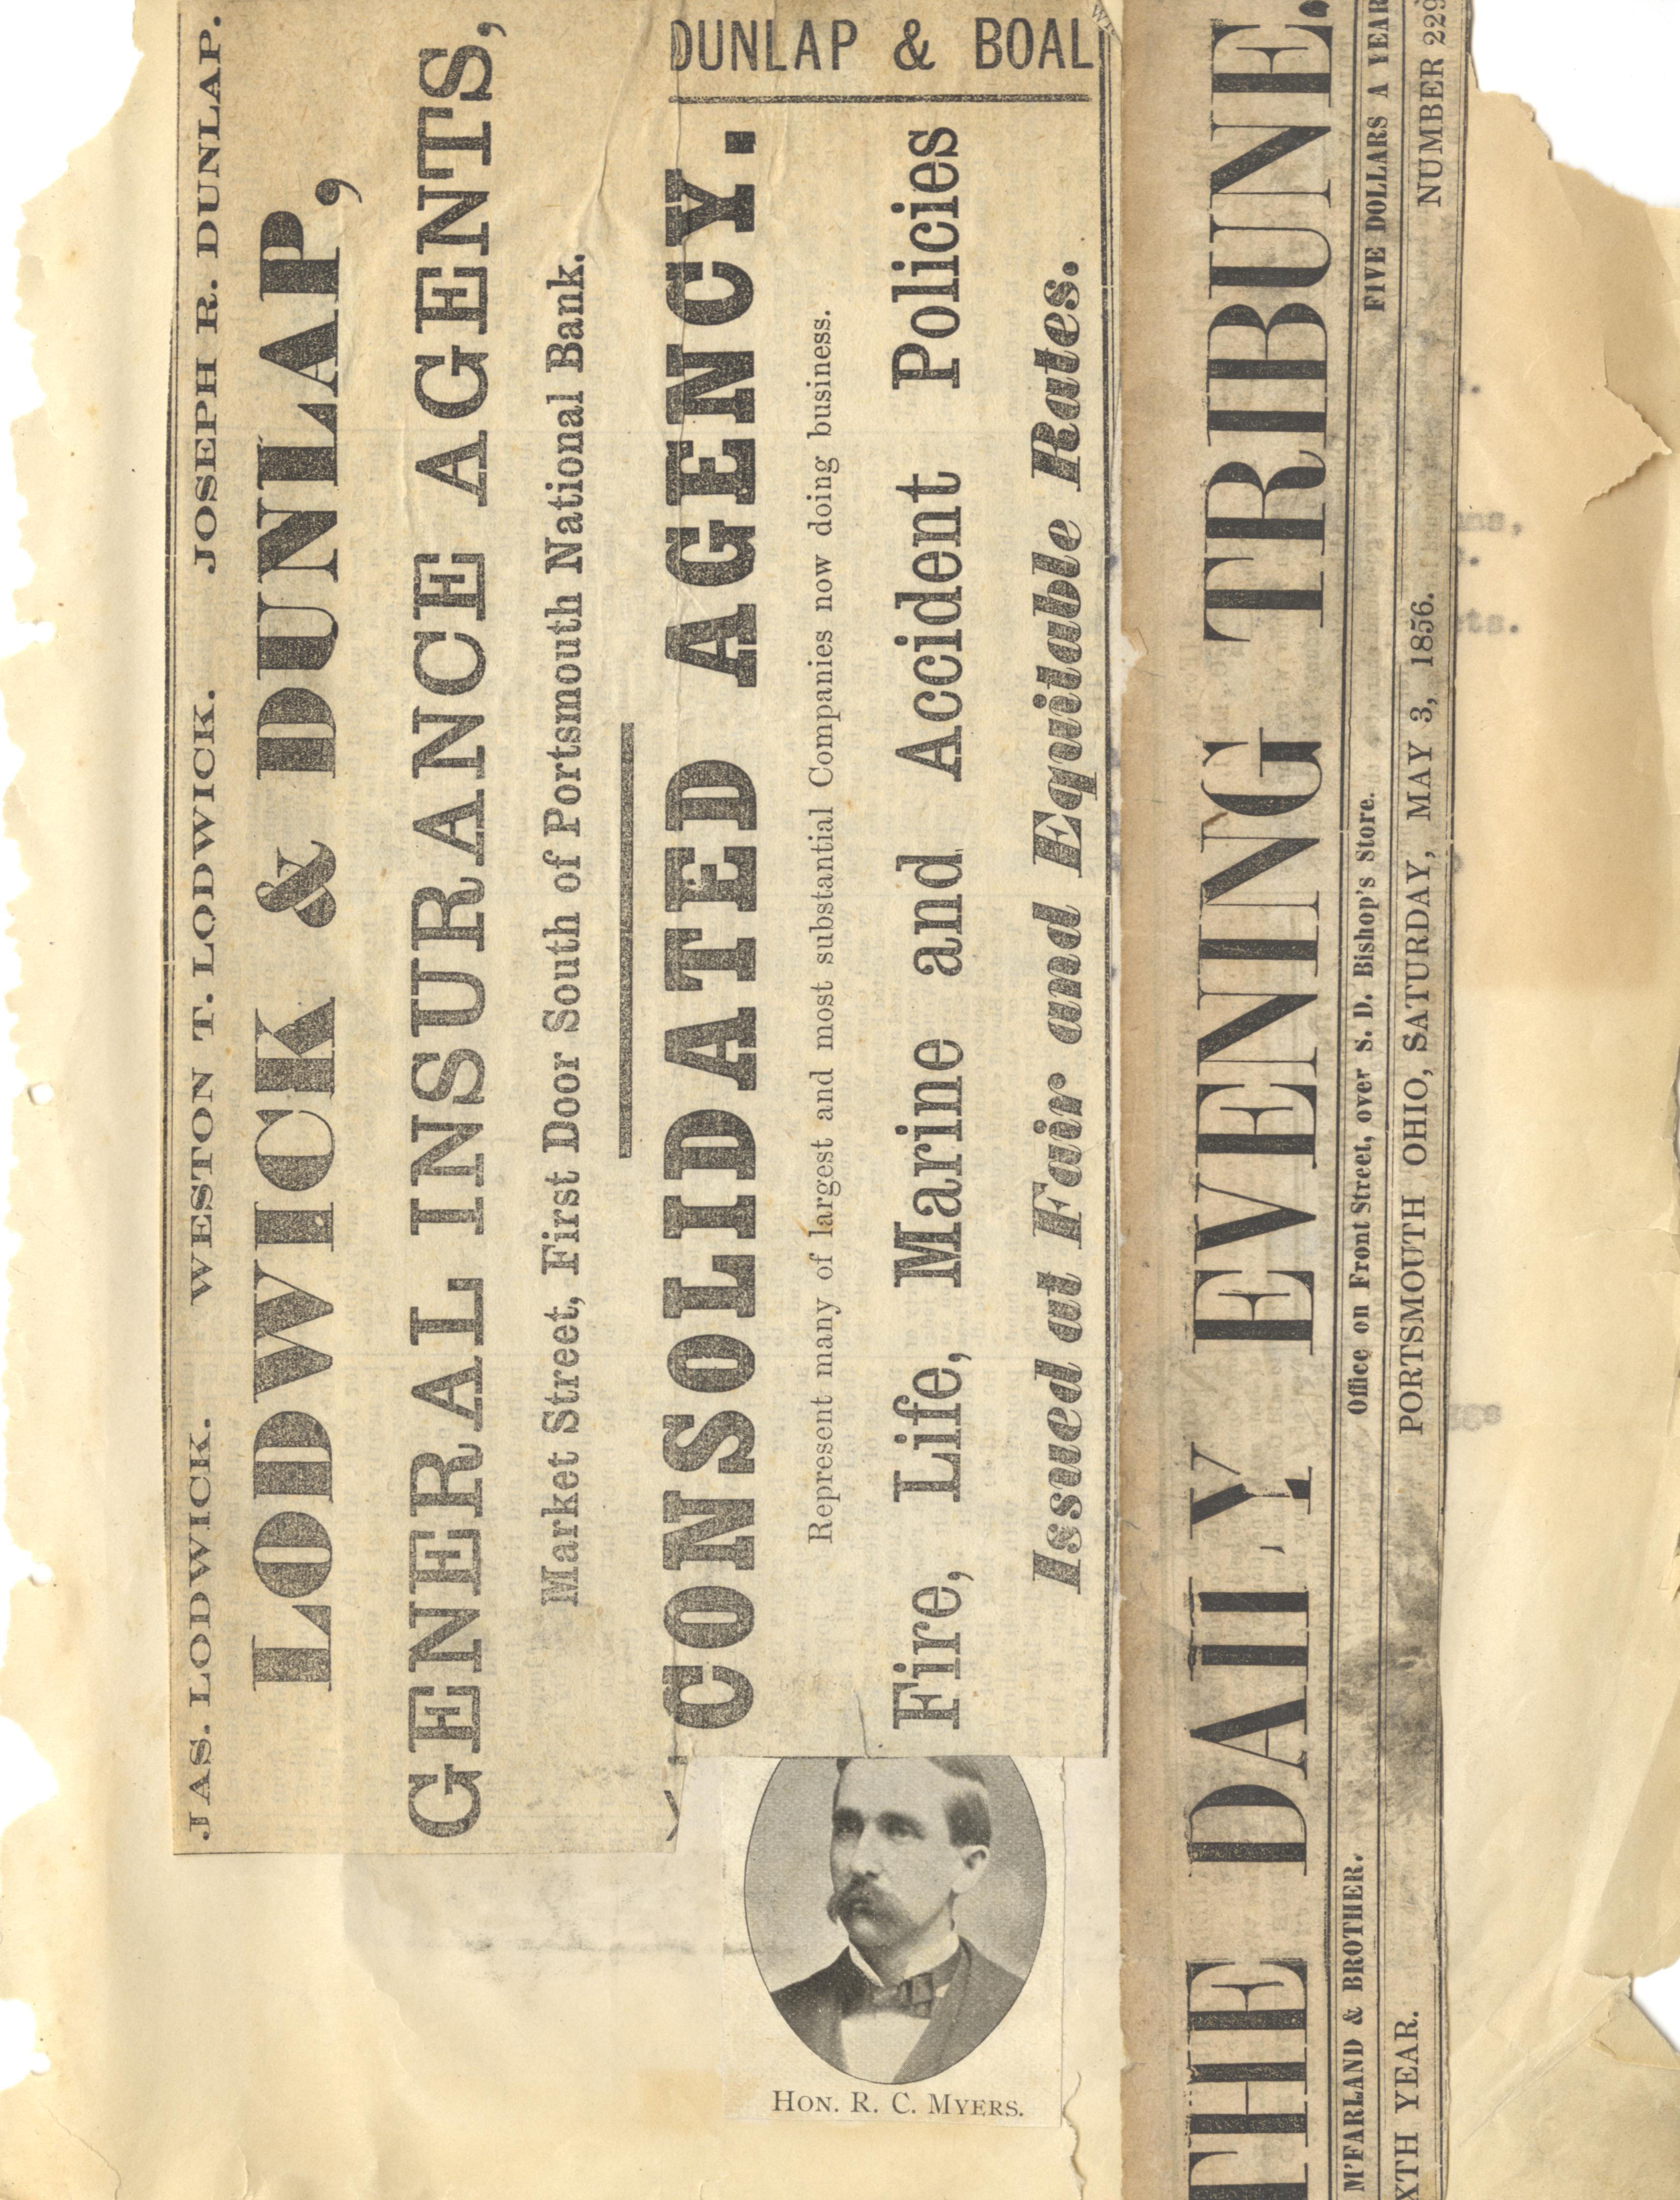 JAS. LODWICK. WESTON T. LODWICK. JOSEPH R. DUNLAP.
LODWICK & DUNLAP,
GENERAL INSURANCE AGENTS,
Market Street, First Door South of Portsmouth National Bank.
CONSOLIDATED AGENCY.
Represent many of largest and most substantial Companies now doing business.
Fire, Life, Marine and Accident Policies
Issued at Fair and Equitable Rates.
DUNLAP & BOAL
HON. R. C. MYERS.
THE DAILY EVENING TRIBUNE.
M'FARLAND & BROTHER. Office on Front Street, over S. D. Bishop's Store. FIVE DOLLARS A YEAR
XTH YEAR. PORTSMOUTH OHIO, SATURDAY, MAY 3, 1856. NUMBER 229